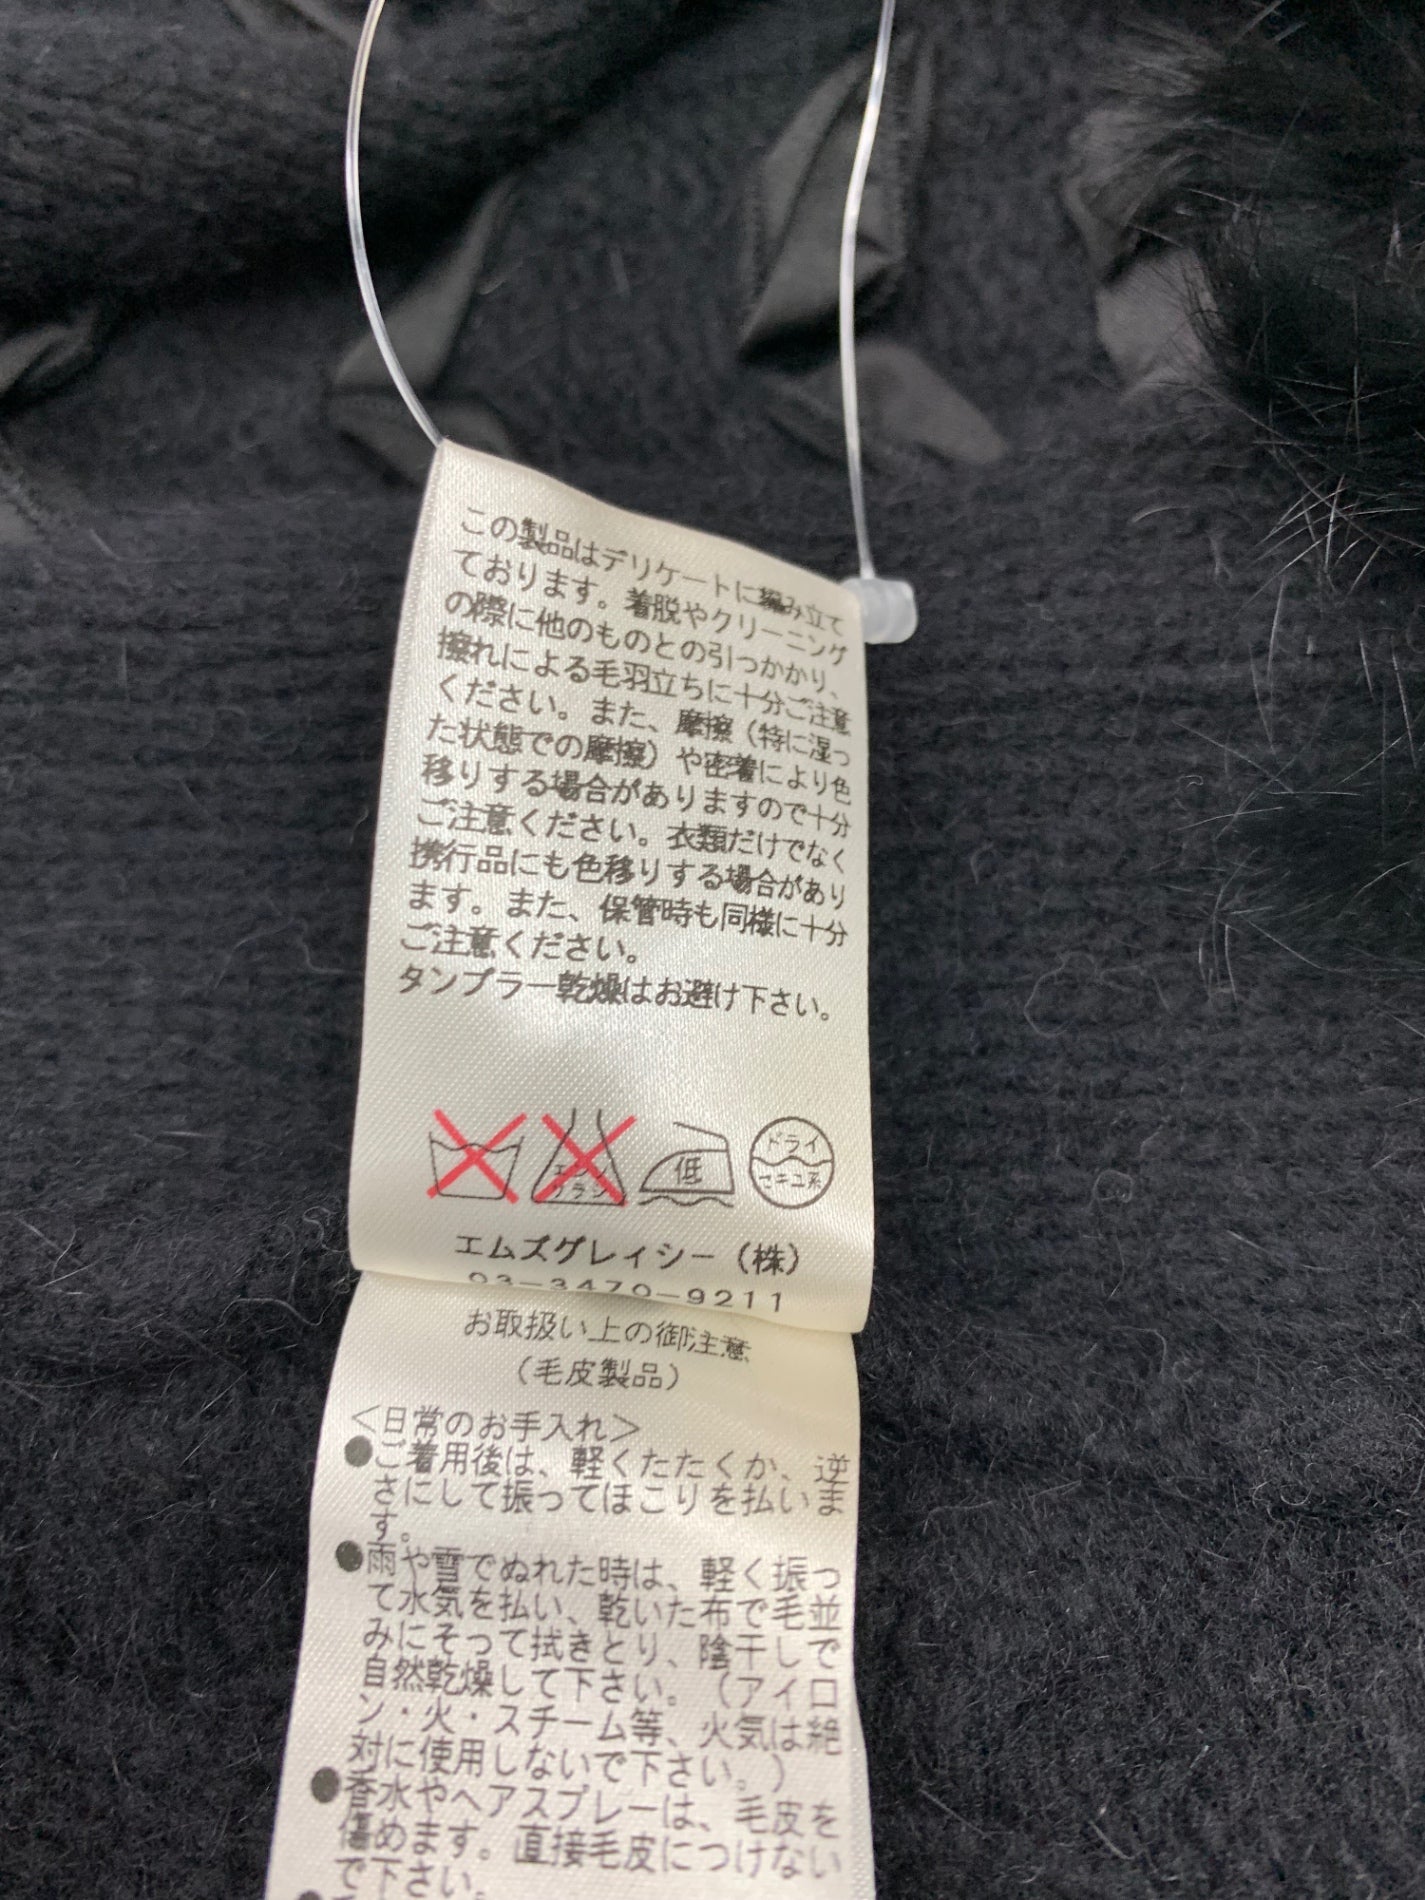 この製品はデリケートに編み立て
ております。着脱やクリーニング
の際に他のものとの引つかかり、
擦れによる毛羽立ちに十分ご注意
ください。また、摩擦（特に湿っ
た状態での摩擦）や密着により色
移りする場合がありますので十分
ご注意ください。衣類だけでなく
携行品にも色移りする場合があり
ます。また、保管時も同様に十分
ご注意ください。
タンブラー乾燥はお避け下さい。
エンソ
サラシ
低
ドライ
セキユ系
エムズグレイシー（株）
03-3470-9211
お取扱い上の御注意
（毛皮製品）
＜日常のお手入れ＞
●ご着用後は、軽くたたくか、逆
さにして振ってほこりを払いま
す。
●雨や雪でぬれた時は、軽く振っ
て水気を払い、乾いた布で毛並
みにそって拭きとり、陰干しで
自然乾燥して下さい。（アイロ
ン・火・スチーム等、火気は絶
対に使用しないで下さい。）
●香水やヘアスプレーは、毛皮を
傷めます。直接毛皮につけない
で下さい。